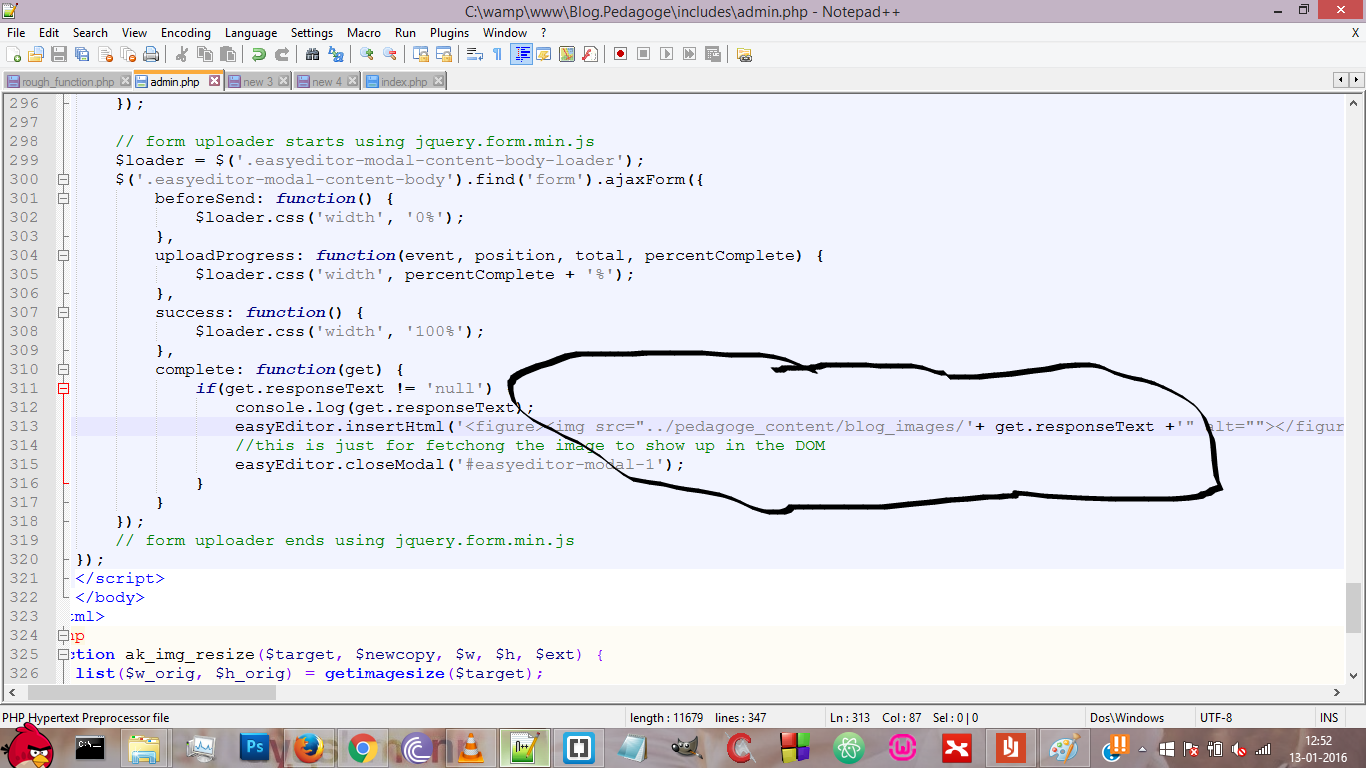 C:\wamp\www\Blog.Pedagoge\includes\admin.php - Notepad++
File Edit Search View Encoding Language Settings Macro Run Plugins Window ? X
rough_function.php admin.php new 3 new 4 index.php
296 });
297
298 // form uploader starts using jquery.form.min.js
299 $loader = $('.easyeditor-modal-content-body-loader');
300 $('.easyeditor-modal-content-body').find('form').ajaxForm({
301 beforeSend: function() {
302 $loader.css('width', '0%');
303 },
304 uploadProgress: function(event, position, total, percentComplete) {
305 $loader.css('width', percentComplete + '%');
306 },
307 success: function() {
308 $loader.css('width', '100%');
309 },
310 complete: function(get) {
311 if(get.responseText != 'null')
312 console.log(get.responseText);
313 easyEditor.insertHtml('<figure><img src="../pedagoge_content/blog_images/'+ get.responseText +'" alt=""></figur
314 //this is just for fetchong the image to show up in the DOM
315 easyEditor.closeModal('#easyeditor-modal-1');
316 }
317 }
318 });
319 // form uploader ends using jquery.form.min.js
320 });
321 </script>
322 </body>
323 ml>
324 hp
325 ction ak_img_resize($target, $newcopy, $w, $h, $ext) {
326 list($w_orig, $h_orig) = getimagesize($target);
PHP Hypertext Preprocessor file length : 11679 lines : 347 Ln : 313 Col : 87 Sel : 0 | 0 Dos\Windows UTF-8 INS
12:52
13-01-2016